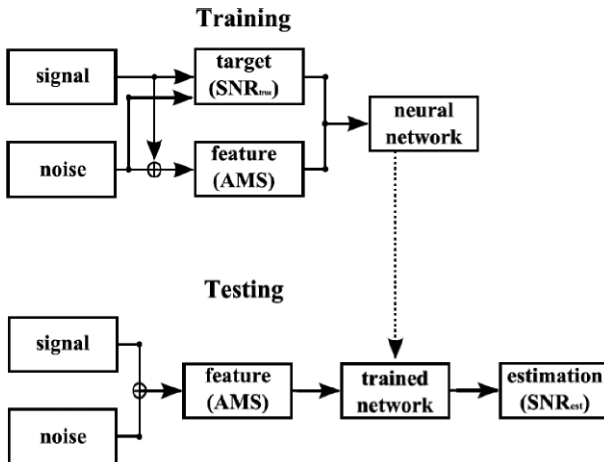 Training
signal
target
(SNRtrue)
neural
network
noise
feature
(AMS)
Testing
signal
feature
(AMS)
trained
network
estimation
(SNRest)
noise